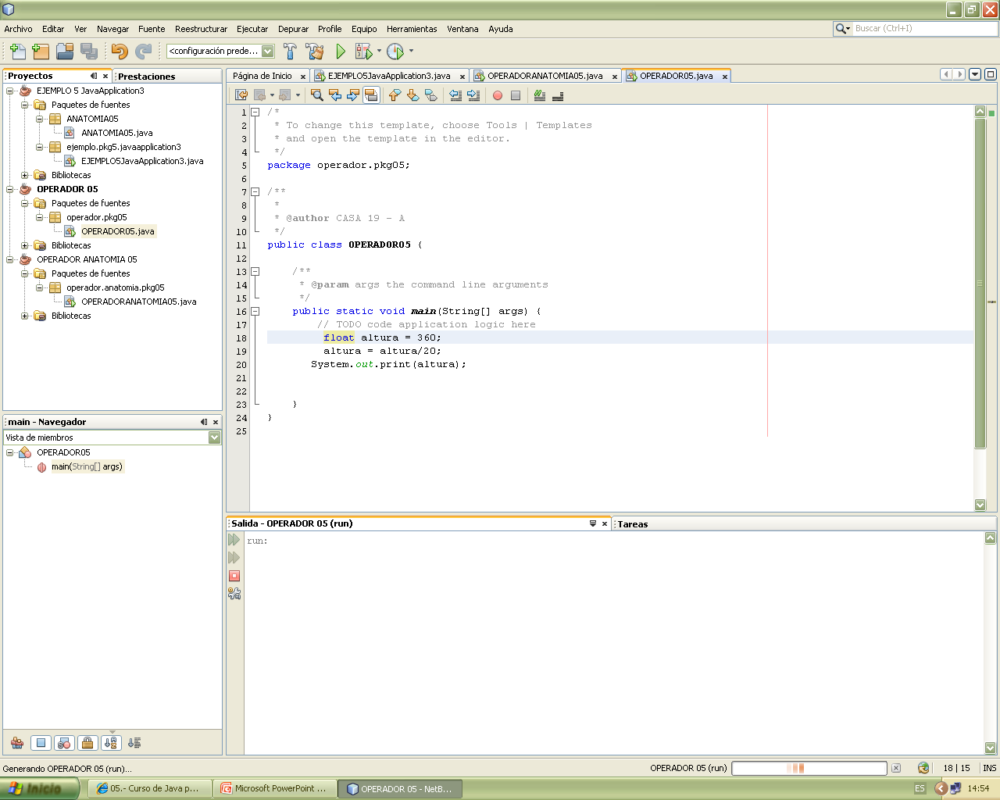 Archivo Editar Ver Navegar Fuente Reestructurar Ejecutar Depurar Profile Equipo Herramientas Ventana Ayuda
Buscar (Ctrl+I)
<configuración prede...
Proyectos
Prestaciones
EJEMPLO 5 JavaApplication3
Paquetes de fuentes
ANATOMIA05
ANATOMIA05.java
ejemplo.pkg5.javaapplication3
EJEMPLO5JavaApplication3.java
Bibliotecas
OPERADOR 05
Paquetes de fuentes
operador.pkg05
OPERADOR05.java
Bibliotecas
OPERADOR ANATOMIA 05
Paquetes de fuentes
operador.anatomia.pkg05
OPERADORANATOMIA05.java
Bibliotecas
main - Navegador
Vista de miembros
OPERADOR05
main(String[] args)
Página de Inicio
EJEMPLO5JavaApplication3.java
OPERADORANATOMIA05.java
OPERADOR05.java
1 /*
2 * To change this template, choose Tools | Templates
3 * and open the template in the editor.
4 */
5 package operador.pkg05;
6
7 /**
8 *
9 * @author CASA 19 - A
10 */
11 public class OPERADOR05 {
12
13 /**
14 * @param args the command line arguments
15 */
16 public static void main(String[] args) {
17 // TODO code application logic here
18 float altura = 360;
19 altura = altura/20;
20 System.out.print(altura);
21
22
23 }
24 }
25
Salida - OPERADOR 05 (run)
Tareas
run:
Generando OPERADOR 05 (run)...
OPERADOR 05 (run)
18 | 15
INS
Inicio
05.- Curso de Java p...
Microsoft PowerPoint ...
OPERADOR 05 - NetB...
ES
14:54